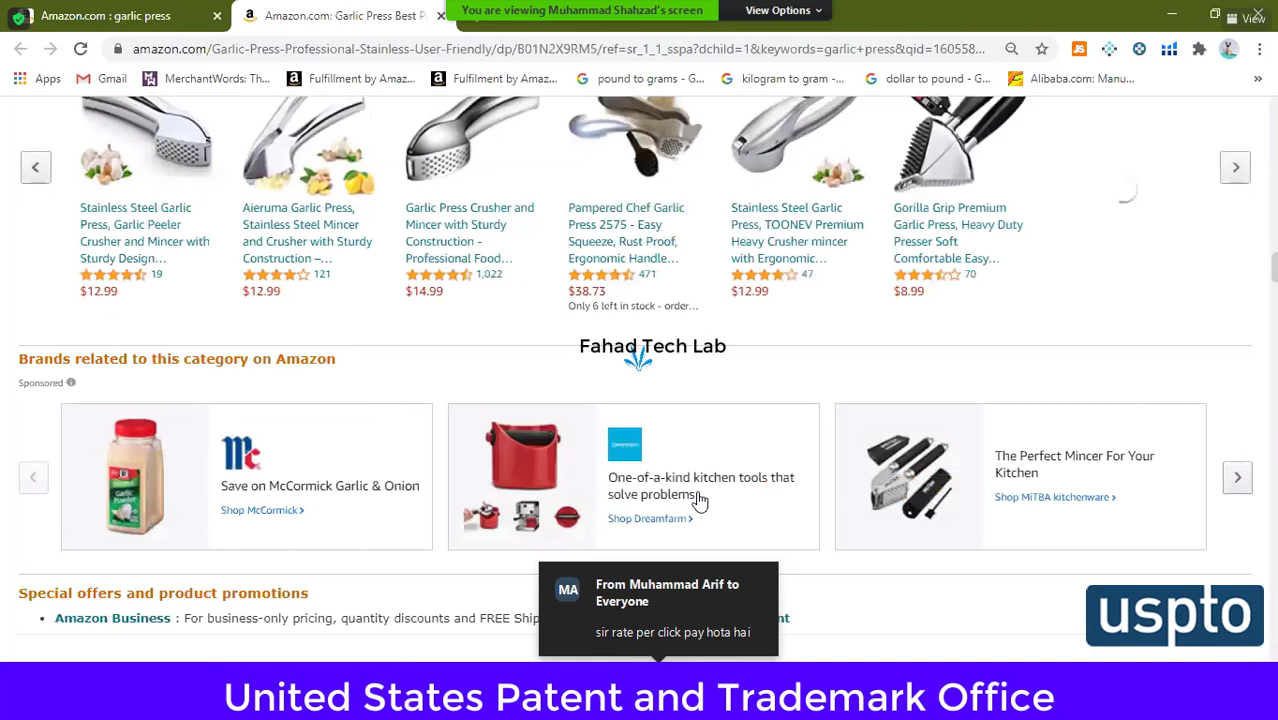 You are viewing Muhammad Shahzad's screen
View Options
View
Amazon.com : garlic press
Amazon.com: Garlic Press Best P
amazon.com/Garlic-Press-Professional-Stainless-User-Friendly/dp/B01N2X9RM5/ref=sr_1_1_sspa?dchild=1&keywords=garlic+press&qid=160558...
Apps
Gmail
MerchantWords: Th...
Fulfillment by Amaz...
Fulfilment by Amaz...
pound to grams - G...
kilogram to gram -...
dollar to pound - G...
Alibaba.com: Manu...
Stainless Steel Garlic
Press, Garlic Peeler
Crusher and Mincer with
Sturdy Design...
19
$12.99
Aieruma Garlic Press,
Stainless Steel Mincer
and Crusher with Sturdy
Construction –...
121
$12.99
Garlic Press Crusher and
Mincer with Sturdy
Construction -
Professional Food...
1,022
$14.99
Pampered Chef Garlic
Press 2575 - Easy
Squeeze, Rust Proof,
Ergonomic Handle...
471
$38.73
Only 6 left in stock - order...
Stainless Steel Garlic
Press, TOONEV Premium
Heavy Crusher mincer
with Ergonomic...
47
$12.99
Gorilla Grip Premium
Garlic Press, Heavy Duty
Presser Soft
Comfortable Easy...
70
$8.99
Fahad Tech Lab
Brands related to this category on Amazon
Sponsored
Mc
Save on McCormick Garlic & Onion
Shop McCormick
One-of-a-kind kitchen tools that
solve problems
Shop Dreamfarm
The Perfect Mincer For Your
Kitchen
Shop MiTBA kitchenware
Special offers and product promotions
Amazon Business : For business-only pricing, quantity discounts and FREE Ship
MA
From Muhammad Arif to
Everyone
sir rate per click pay hota hai
uspto
United States Patent and Trademark Office